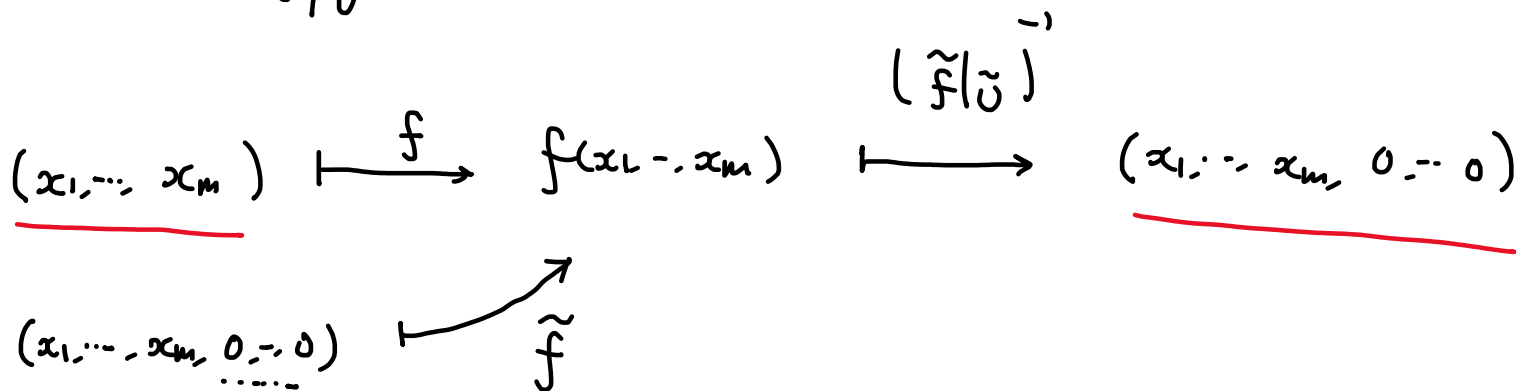 (f̃|Ũ)⁻¹
(x₁, ..., xₘ) ↦ f f(x₁, -, xₘ) ↦ (x₁, .., xₘ, 0, -- 0)
(x₁, ..., xₘ, 0, -, 0) ↦ f̃